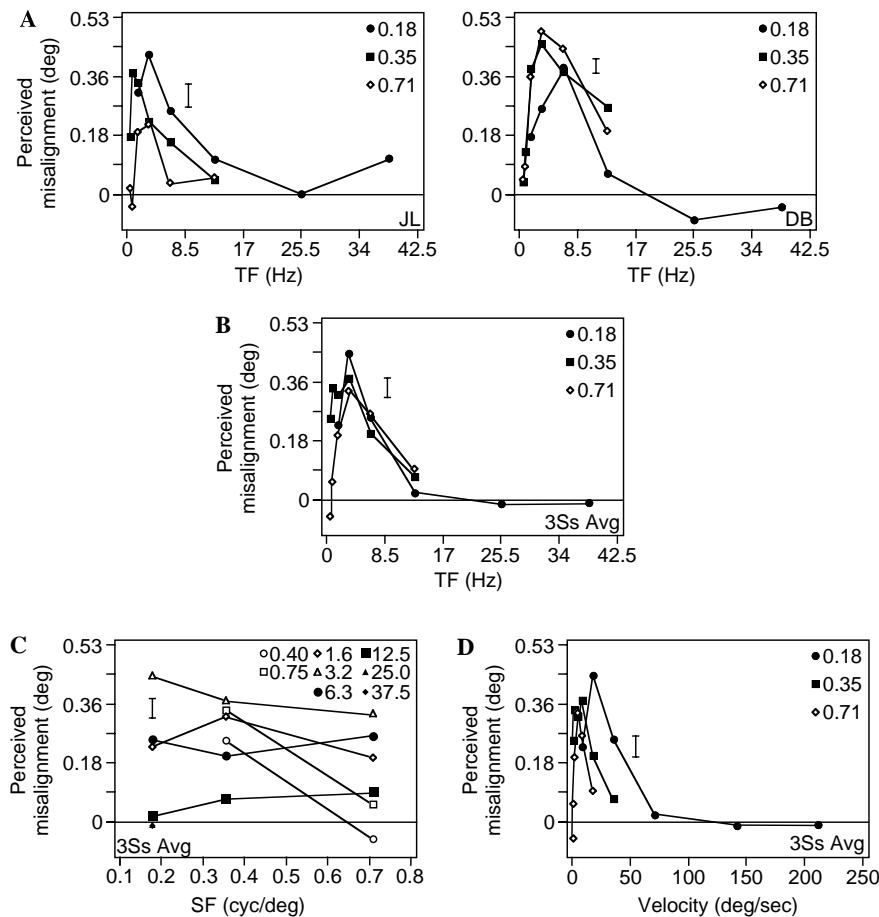 A
0.53
0.36
0.18
0
Perceived
misalignment (deg)
0.18
0.35
0.71
JL
0 8.5 17 25.5 34 42.5
TF (Hz)
0.53
0.36
0.18
0
Perceived
misalignment (deg)
0.18
0.35
0.71
DB
0 8.5 17 25.5 34 42.5
TF (Hz)
B
0.53
0.36
0.18
0
Perceived
misalignment (deg)
0.18
0.35
0.71
3Ss Avg
0 8.5 17 25.5 34 42.5
TF (Hz)
C
0.53
0.36
0.18
0
Perceived
misalignment (deg)
0.40 1.6 12.5
0.75 3.2 25.0
6.3 37.5
3Ss Avg
0.1 0.2 0.3 0.4 0.5 0.6 0.7 0.8
SF (cyc/deg)
D
0.53
0.36
0.18
0
Perceived
misalignment (deg)
0.18
0.35
0.71
3Ss Avg
0 50 100 150 200 250
Velocity (deg/sec)